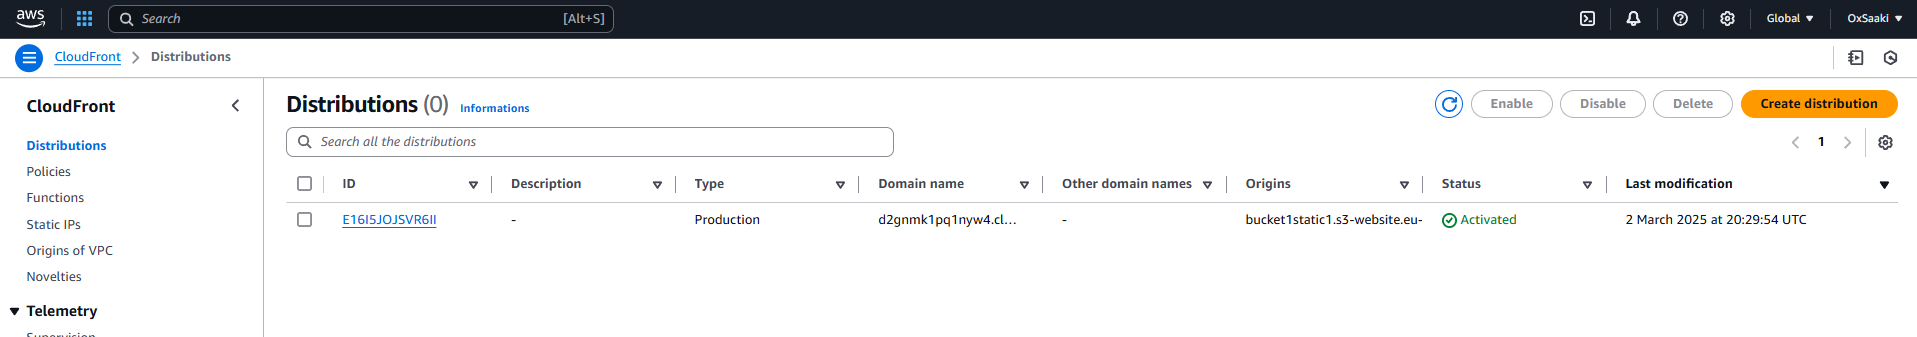 aws Search [Alt+S] Global OxSaaki
CloudFront Distributions
CloudFront
Distributions
Policies
Functions
Static IPs
Origins of VPC
Novelties
Telemetry
Supervision
Distributions (0) Informations
Enable Disable Delete Create distribution
Search all the distributions
1
ID Description Type Domain name Other domain names Origins Status Last modification
E16I5JOJSVR6II - Production d2gnmk1pq1nyw4.cl... - bucket1static1.s3-website.eu- Activated 2 March 2025 at 20:29:54 UTC